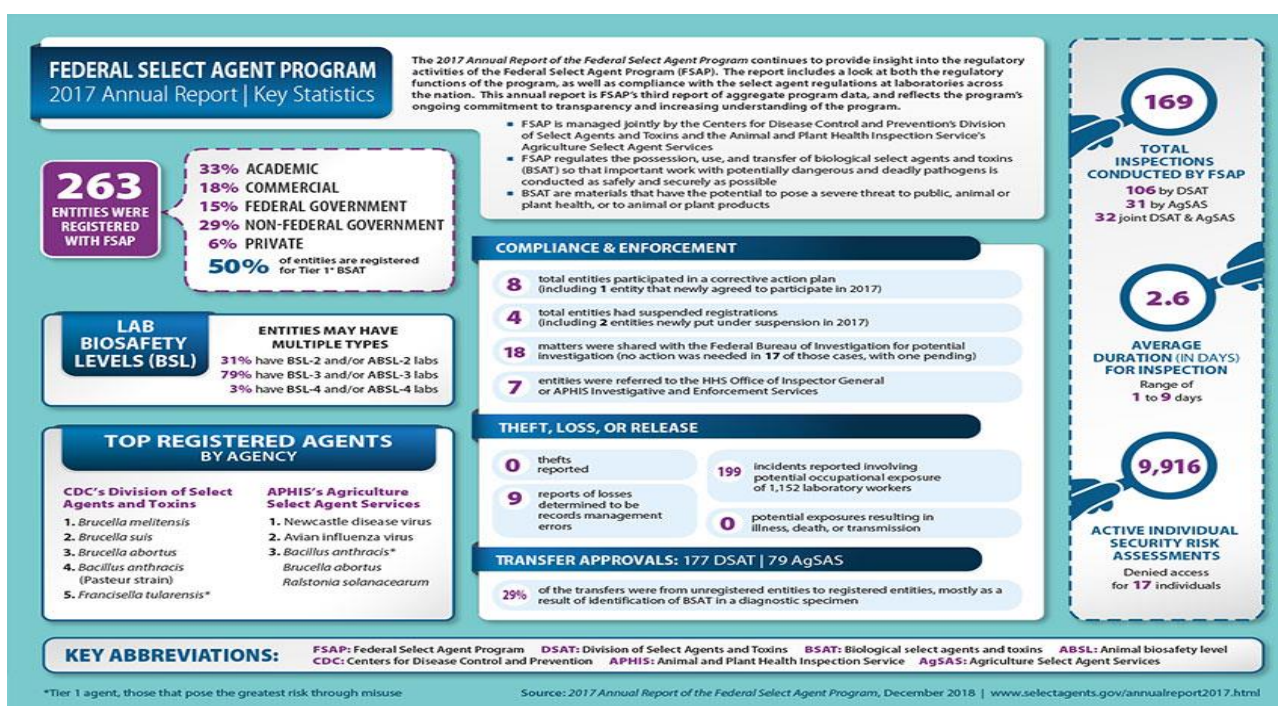 FEDERAL SELECT AGENT PROGRAM
2017 Annual Report | Key Statistics
The 2017 Annual Report of the Federal Select Agent Program continues to provide insight into the regulatory
activities of the Federal Select Agent Program (FSAP). The report includes a look at both the regulatory
functions of the program, as well as compliance with the select agent regulations at laboratories across
the nation. This annual report is FSAP's third report of aggregate program data, and reflects the program's
ongoing commitment to transparency and increasing understanding of the program.
▪ FSAP is managed jointly by the Centers for Disease Control and Prevention's Division
of Select Agents and Toxins and the Animal and Plant Health Inspection Service's
Agriculture Select Agent Services
▪ FSAP regulates the possession, use, and transfer of biological select agents and toxins
(BSAT) so that important work with potentially dangerous and deadly pathogens is
conducted as safely and securely as possible
▪ BSAT are materials that have the potential to pose a severe threat to public, animal or
plant health, or to animal or plant products
263
ENTITIES WERE
REGISTERED
WITH FSAP
33% ACADEMIC
18% COMMERCIAL
15% FEDERAL GOVERNMENT
29% NON-FEDERAL GOVERNMENT
6% PRIVATE
50% of entities are registered
for Tier 1* BSAT
LAB
BIOSAFETY
LEVELS (BSL)
ENTITIES MAY HAVE
MULTIPLE TYPES
31% have BSL-2 and/or ABSL-2 labs
79% have BSL-3 and/or ABSL-3 labs
3% have BSL-4 and/or ABSL-4 labs
TOP REGISTERED AGENTS
BY AGENCY
CDC's Division of Select
Agents and Toxins
1. Brucella melitensis
2. Brucella suis
3. Brucella abortus
4. Bacillus anthracis
(Pasteur strain)
5. Francisella tularensis*
APHIS's Agriculture
Select Agent Services
1. Newcastle disease virus
2. Avian influenza virus
3. Bacillus anthracis*
Brucella abortus
Ralstonia solanacearum
COMPLIANCE & ENFORCEMENT
8 total entities participated in a corrective action plan
(including 1 entity that newly agreed to participate in 2017)
4 total entities had suspended registrations
(including 2 entities newly put under suspension in 2017)
18 matters were shared with the Federal Bureau of Investigation for potential
investigation (no action was needed in 17 of those cases, with one pending)
7 entities were referred to the HHS Office of Inspector General
or APHIS Investigative and Enforcement Services
THEFT, LOSS, OR RELEASE
0 thefts
reported
9 reports of losses
determined to be
records management
errors
199 incidents reported involving
potential occupational exposure
of 1,152 laboratory workers
0 potential exposures resulting in
illness, death, or transmission
TRANSFER APPROVALS: 177 DSAT | 79 AgSAS
29% of the transfers were from unregistered entities to registered entities, mostly as a
result of identification of BSAT in a diagnostic specimen
169
TOTAL
INSPECTIONS
CONDUCTED BY FSAP
106 by DSAT
31 by AgSAS
32 joint DSAT & AgSAS
2.6
AVERAGE
DURATION (IN DAYS)
FOR INSPECTION
Range of
1 to 9 days
9,916
ACTIVE INDIVIDUAL
SECURITY RISK
ASSESSMENTS
Denied access
for 17 individuals
KEY ABBREVIATIONS:
FSAP: Federal Select Agent Program DSAT: Division of Select Agents and Toxins BSAT: Biological select agents and toxins ABSL: Animal biosafety level
CDC: Centers for Disease Control and Prevention APHIS: Animal and Plant Health Inspection Service AgSAS: Agriculture Select Agent Services
*Tier 1 agent, those that pose the greatest risk through misuse
Source: 2017 Annual Report of the Federal Select Agent Program, December 2018 | www.selectagents.gov/annualreport2017.html